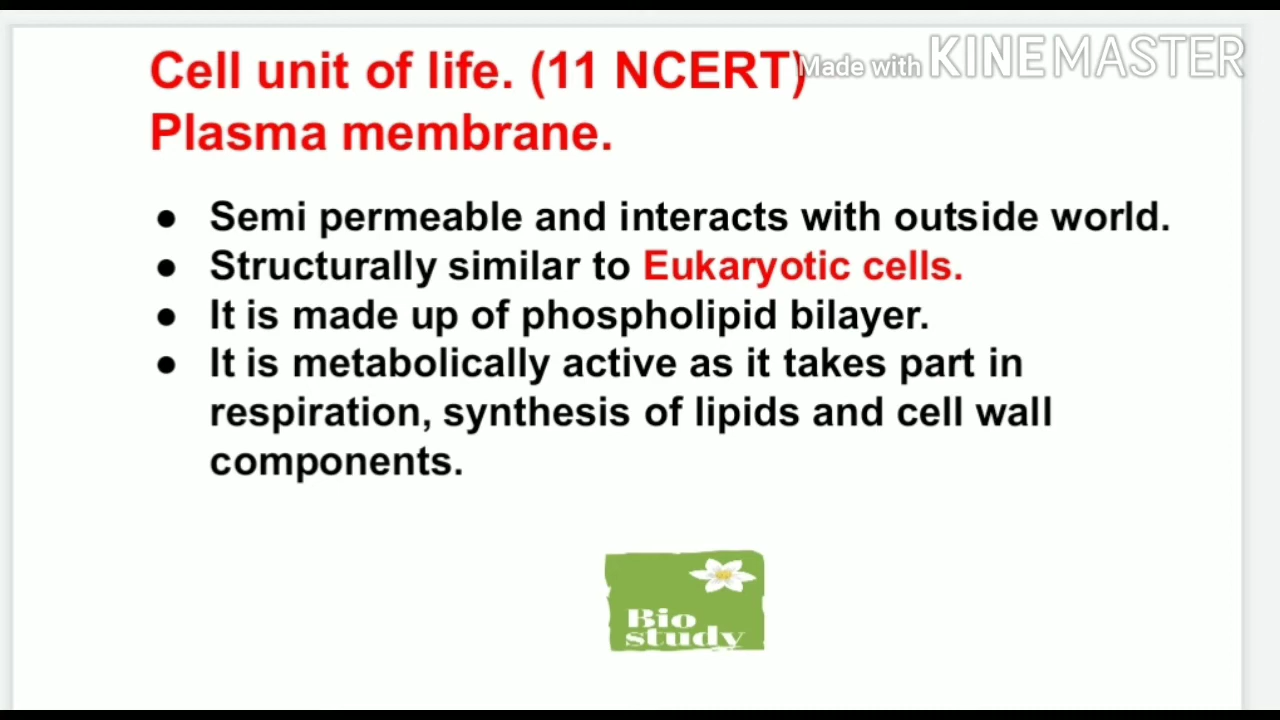 Cell unit of life. (11 NCERT)
Made with KINEMASTER
Plasma membrane.
● Semi permeable and interacts with outside world.
● Structurally similar to Eukaryotic cells.
● It is made up of phospholipid bilayer.
● It is metabolically active as it takes part in
respiration, synthesis of lipids and cell wall
components.
Bio
study